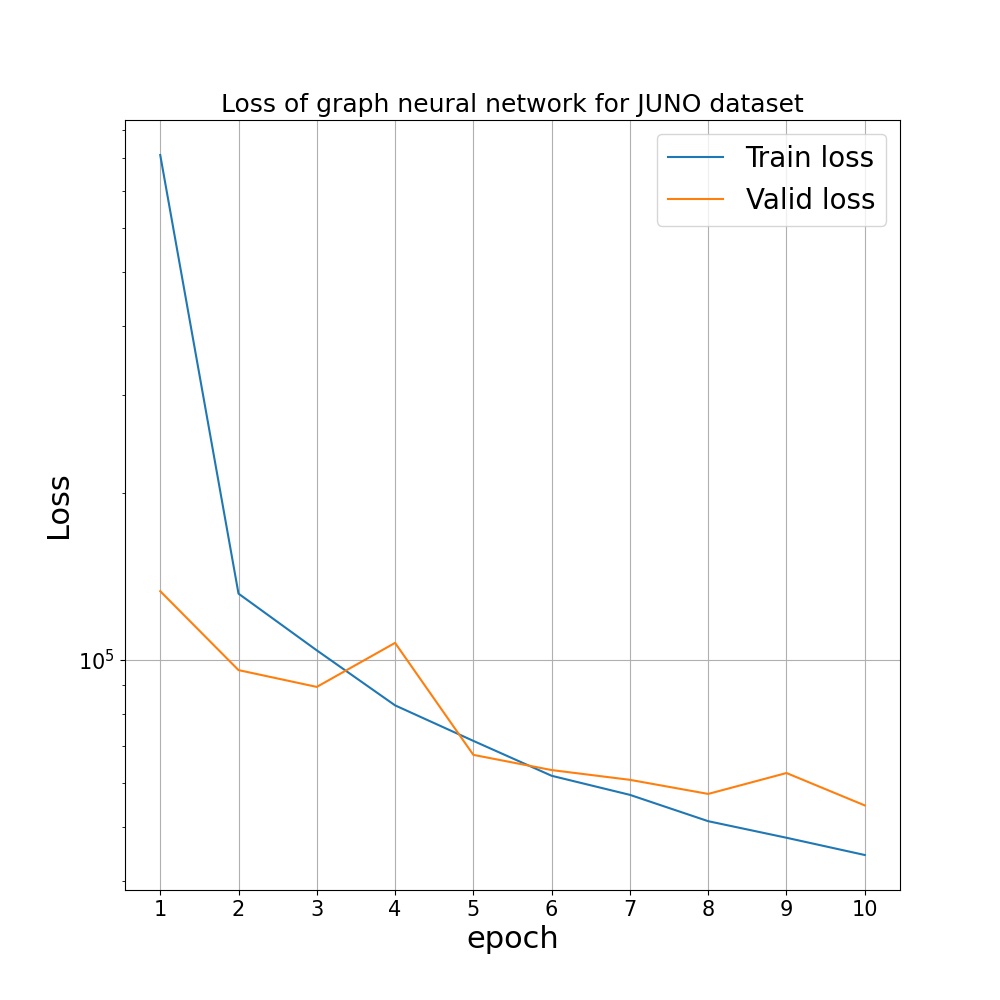 Loss of graph neural network for JUNO dataset
Train loss
Valid loss
Loss
10^5
1 2 3 4 5 6 7 8 9 10
epoch